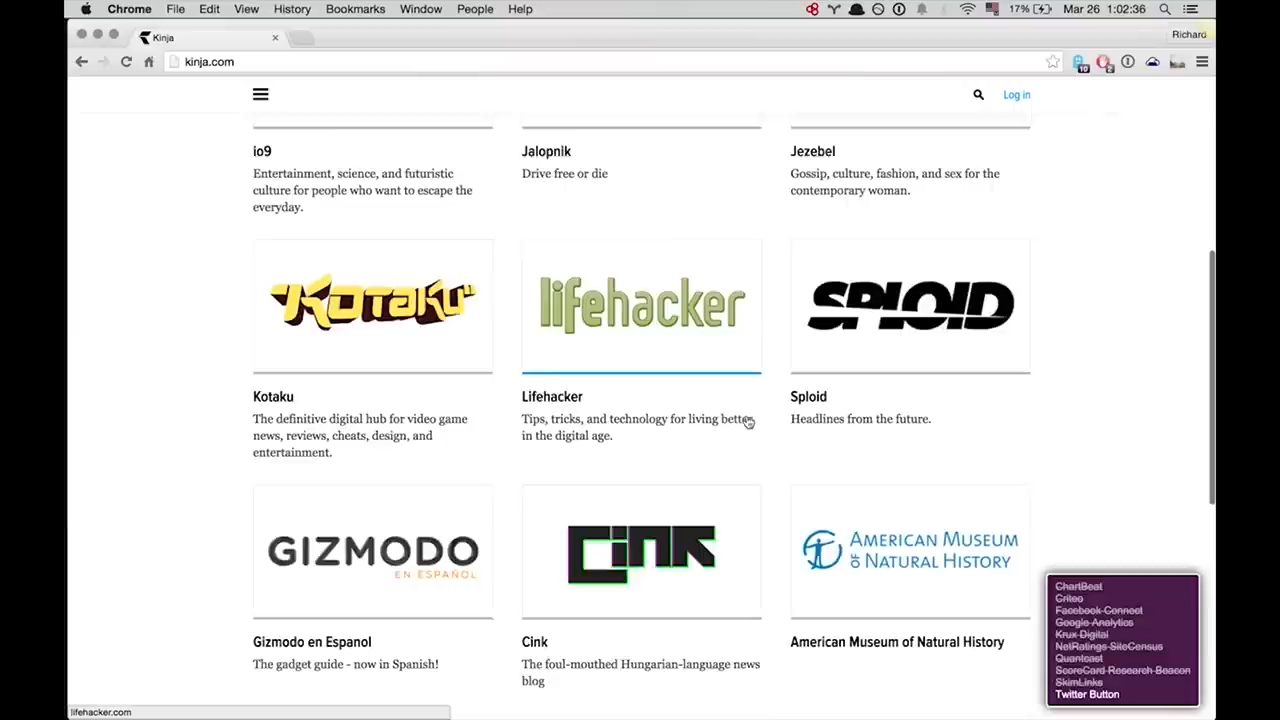 Chrome File Edit View History Bookmarks Window People Help 17% Mar 26 1:02:36
Kinja
Richard
kinja.com
10
2
Log in
io9
Entertainment, science, and futuristic
culture for people who want to escape the
everyday.
Jalopnik
Drive free or die
Jezebel
Gossip, culture, fashion, and sex for the
contemporary woman.
KOTAKU
lifehacker
SPLOID
Kotaku
The definitive digital hub for video game
news, reviews, cheats, design, and
entertainment.
Lifehacker
Tips, tricks, and technology for living better
in the digital age.
Sploid
Headlines from the future.
GIZMODO
EN ESPAÑOL
CINK
AMERICAN MUSEUM
OF NATURAL HISTORY
Gizmodo en Espanol
The gadget guide - now in Spanish!
Cink
The foul-mouthed Hungarian-language news
blog
American Museum of Natural History
ChartBeat
Criteo
Facebook Connect
Google Analytics
Krux Digital
NetRatings SiteCensus
Quantcast
ScoreCard Research Beacon
SkimLinks
Twitter Button
lifehacker.com